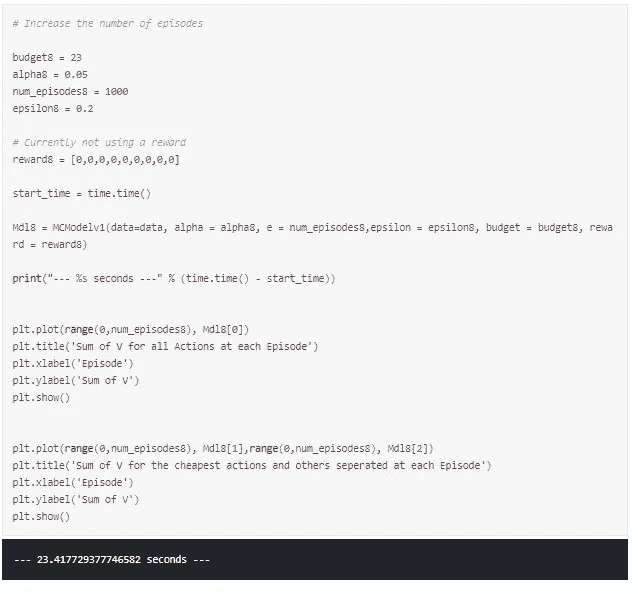 # Increase the number of episodes
budget8 = 23
alpha8 = 0.05
num_episodes8 = 1000
epsilon8 = 0.2
# Currently not using a reward
reward8 = [0,0,0,0,0,0,0,0,0]
start_time = time.time()
Mdl8 = MCModelv1(data=data, alpha = alpha8, e = num_episodes8,epsilon = epsilon8, budget = budget8, rewa
rd = reward8)
print("--- %s seconds ---" % (time.time() - start_time))
plt.plot(range(0,num_episodes8), Mdl8[0])
plt.title('Sum of V for all Actions at each Episode')
plt.xlabel('Episode')
plt.ylabel('Sum of V')
plt.show()
plt.plot(range(0,num_episodes8), Mdl8[1],range(0,num_episodes8), Mdl8[2])
plt.title('Sum of V for the cheapest actions and others seperated at each Episode')
plt.xlabel('Episode')
plt.ylabel('Sum of V')
plt.show()
--- 23.417729377746582 seconds ---